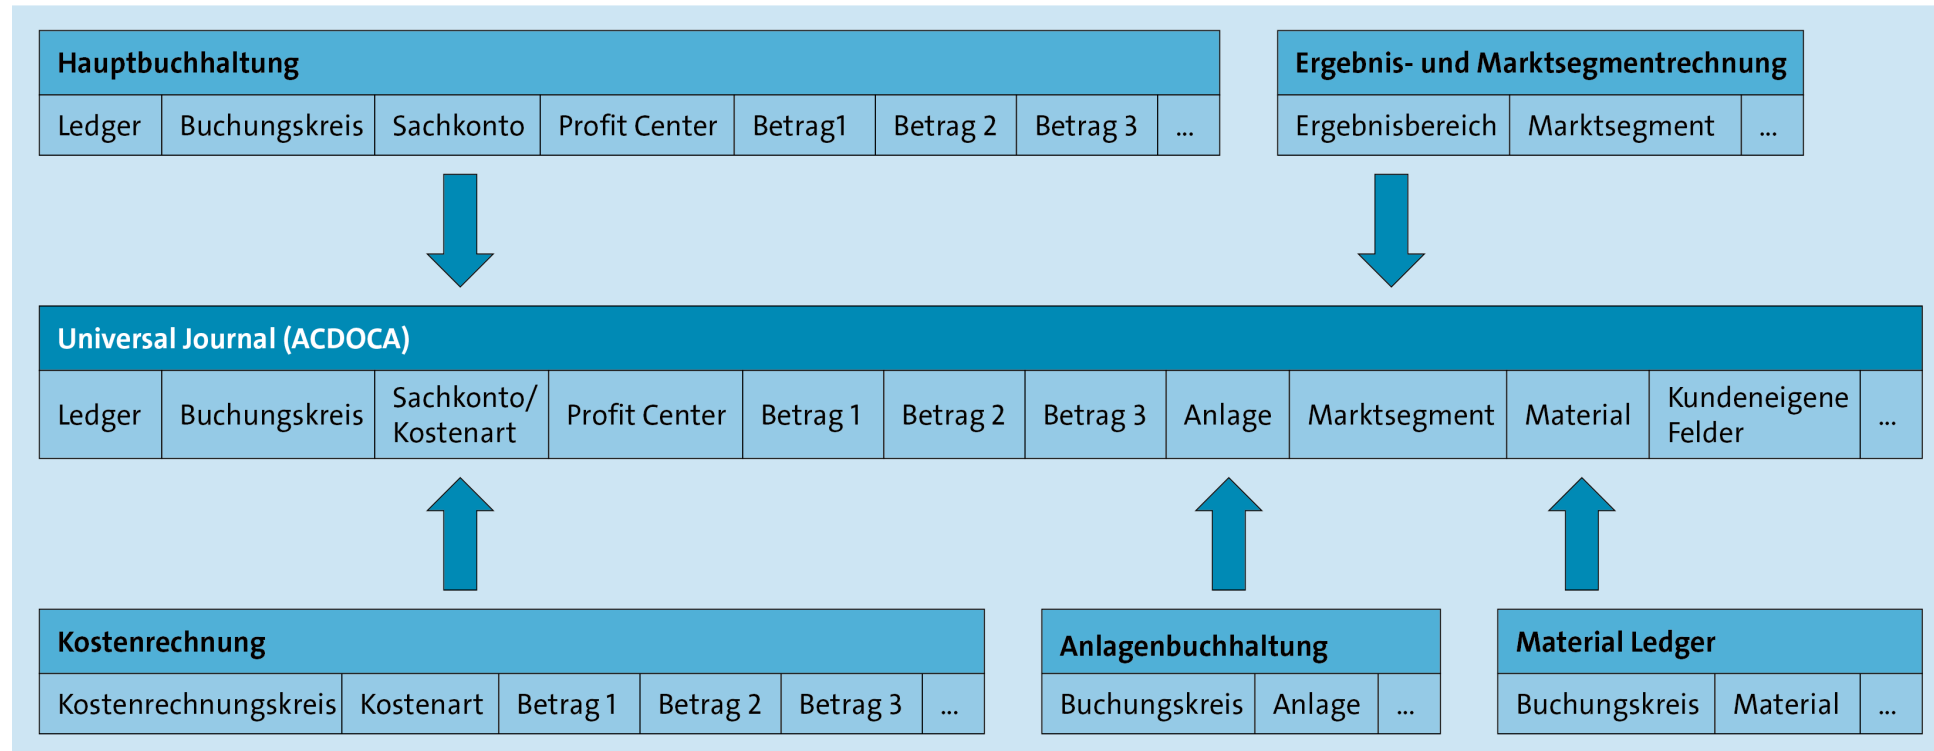 Hauptbuchhaltung
Ledger Buchungskreis Sachkonto Profit Center Betrag1 Betrag 2 Betrag 3 ...
Ergebnis- und Marktsegmentrechnung
Ergebnisbereich Marktsegment ...
Universal Journal (ACDOCA)
Ledger Buchungskreis Sachkonto/
Kostenart Profit Center Betrag 1 Betrag 2 Betrag 3 Anlage Marktsegment Material Kundeneigene
Felder ...
Kostenrechnung
Kostenrechnungskreis Kostenart Betrag 1 Betrag 2 Betrag 3 ...
Anlagenbuchhaltung
Buchungskreis Anlage ...
Material Ledger
Buchungskreis Material ...